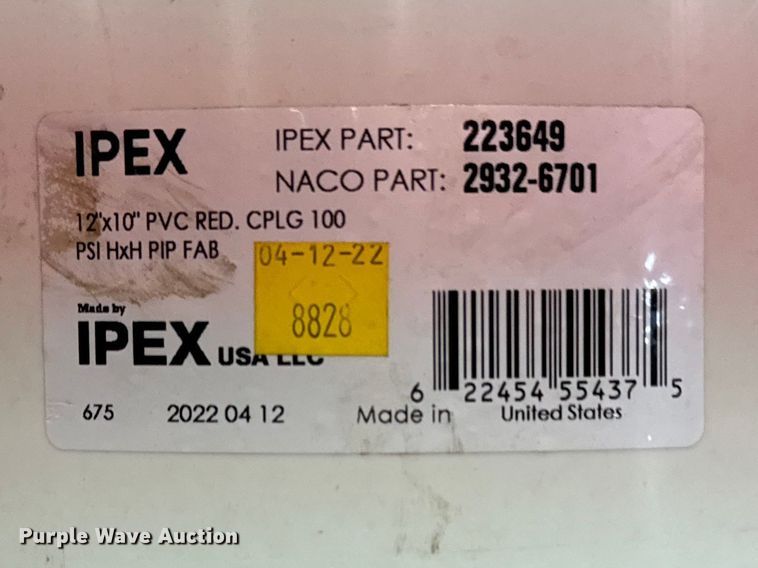 IPEX
IPEX PART: 223649
NACO PART: 2932-6701
12"x10" PVC RED. CPLG 100
PSI HxH PIP FAB
04-12-22
8828
Made by
IPEX USA LLC
6 22454 55437 5
675 2022 04 12 Made in United States
Purple Wave Auction